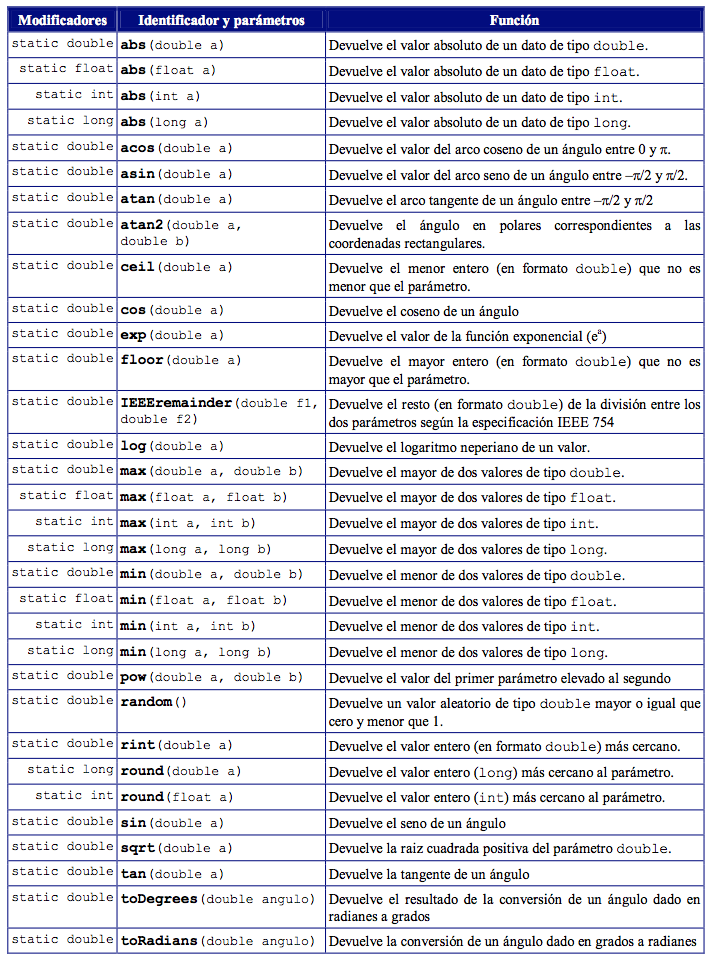 Modificadores Identificador y parámetros Función
static double abs(double a) Devuelve el valor absoluto de un dato de tipo double.
static float abs(float a) Devuelve el valor absoluto de un dato de tipo float.
static int abs(int a) Devuelve el valor absoluto de un dato de tipo int.
static long abs(long a) Devuelve el valor absoluto de un dato de tipo long.
static double acos(double a) Devuelve el valor del arco coseno de un ángulo entre 0 y π.
static double asin(double a) Devuelve el valor del arco seno de un ángulo entre –π/2 y π/2.
static double atan(double a) Devuelve el arco tangente de un ángulo entre –π/2 y π/2
static double atan2(double a, Devuelve el ángulo en polares correspondientes a las
double b) coordenadas rectangulares.
static double ceil(double a) Devuelve el menor entero (en formato double) que no es
menor que el parámetro.
static double cos(double a) Devuelve el coseno de un ángulo
static double exp(double a) Devuelve el valor de la función exponencial (eª)
static double floor(double a) Devuelve el mayor entero (en formato double) que no es
mayor que el parámetro.
static double IEEEremainder(double f1, Devuelve el resto (en formato double) de la división entre los
double f2) dos parámetros según la especificación IEEE 754
static double log(double a) Devuelve el logaritmo neperiano de un valor.
static double max(double a, double b) Devuelve el mayor de dos valores de tipo double.
static float max(float a, float b) Devuelve el mayor de dos valores de tipo float.
static int max(int a, int b) Devuelve el mayor de dos valores de tipo int.
static long max(long a, long b) Devuelve el mayor de dos valores de tipo long.
static double min(double a, double b) Devuelve el menor de dos valores de tipo double.
static float min(float a, float b) Devuelve el menor de dos valores de tipo float.
static int min(int a, int b) Devuelve el menor de dos valores de tipo int.
static long min(long a, long b) Devuelve el menor de dos valores de tipo long.
static double pow(double a, double b) Devuelve el valor del primer parámetro elevado al segundo
static double random() Devuelve un valor aleatorio de tipo double mayor o igual que
cero y menor que 1.
static double rint(double a) Devuelve el valor entero (en formato double) más cercano.
static long round(double a) Devuelve el valor entero (long) más cercano al parámetro.
static int round(float a) Devuelve el valor entero (int) más cercano al parámetro.
static double sin(double a) Devuelve el seno de un ángulo
static double sqrt(double a) Devuelve la raiz cuadrada positiva del parámetro double.
static double tan(double a) Devuelve la tangente de un ángulo
static double toDegrees(double angulo) Devuelve el resultado de la conversión de un ángulo dado en
radianes a grados
static double toRadians(double angulo) Devuelve la conversión de un ángulo dado en grados a radianes